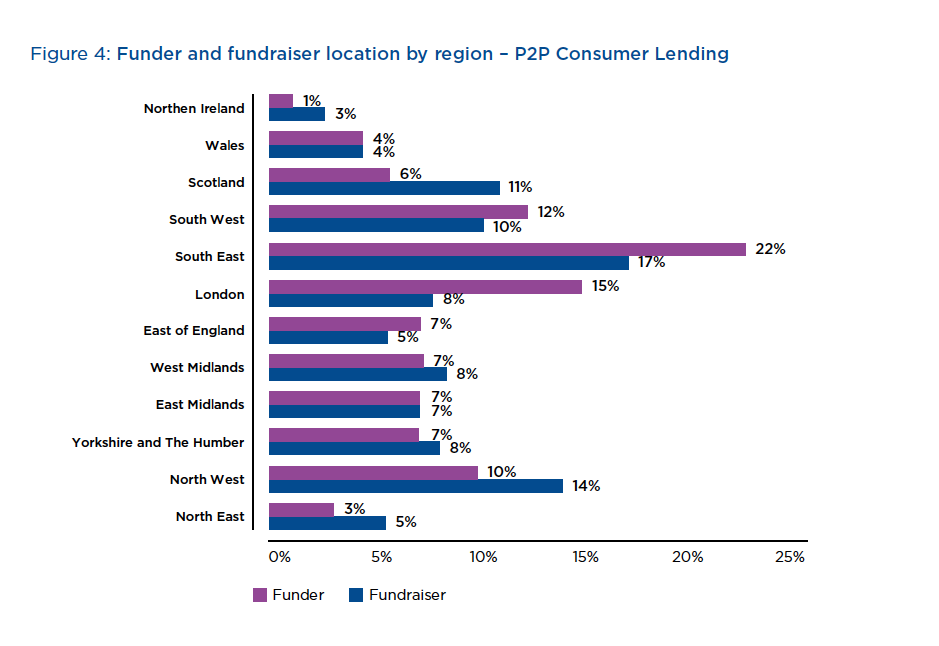 Figure 4: Funder and fundraiser location by region – P2P Consumer Lending
Northen Ireland
1%
3%
Wales
4%
4%
Scotland
6%
11%
South West
12%
10%
South East
22%
17%
London
15%
8%
East of England
7%
5%
West Midlands
7%
8%
East Midlands
7%
7%
Yorkshire and The Humber
7%
8%
North West
10%
14%
North East
3%
5%
0% 5% 10% 15% 20% 25%
Funder Fundraiser